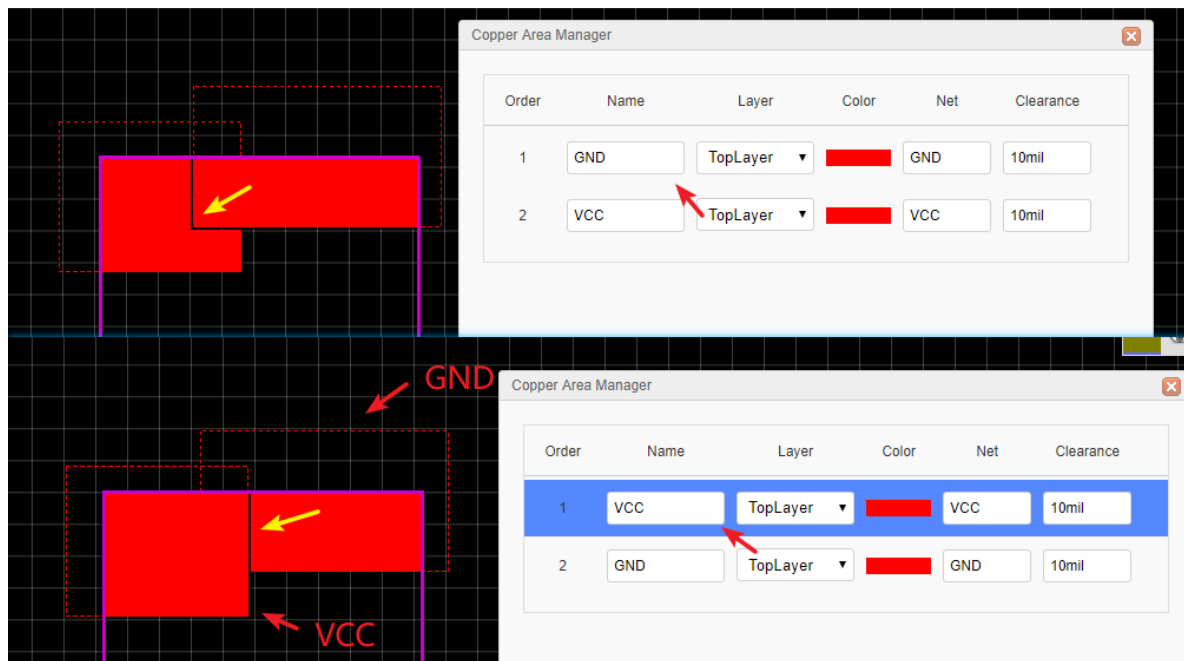 Copper Area Manager
Order Name Layer Color Net Clearance
1 GND TopLayer GND 10mil
2 VCC TopLayer VCC 10mil
GND
Copper Area Manager
Order Name Layer Color Net Clearance
1 VCC TopLayer VCC 10mil
2 GND TopLayer GND 10mil
VCC